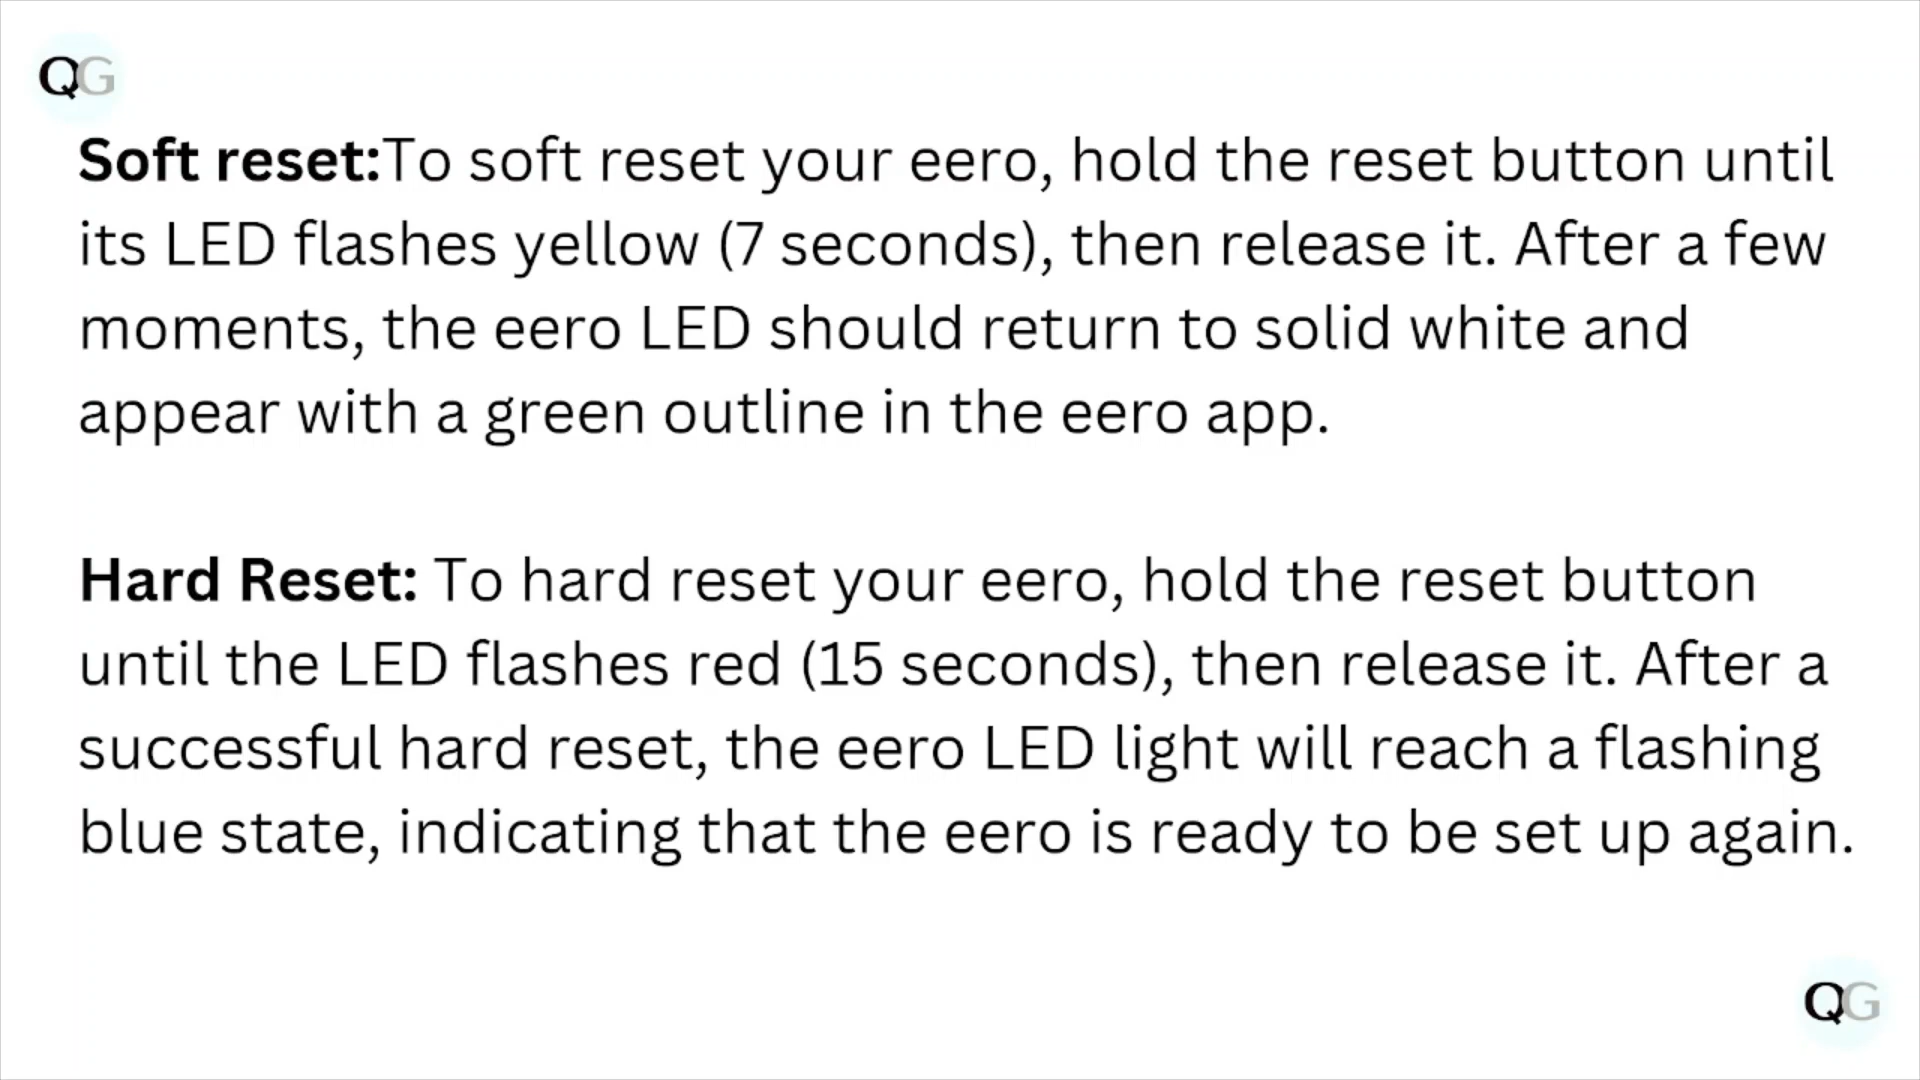 QG
Soft reset:To soft reset your eero, hold the reset button until
its LED flashes yellow (7 seconds), then release it. After a few
moments, the eero LED should return to solid white and
appear with a green outline in the eero app.
Hard Reset: To hard reset your eero, hold the reset button
until the LED flashes red (15 seconds), then release it. After a
successful hard reset, the eero LED light will reach a flashing
blue state, indicating that the eero is ready to be set up again.
QG